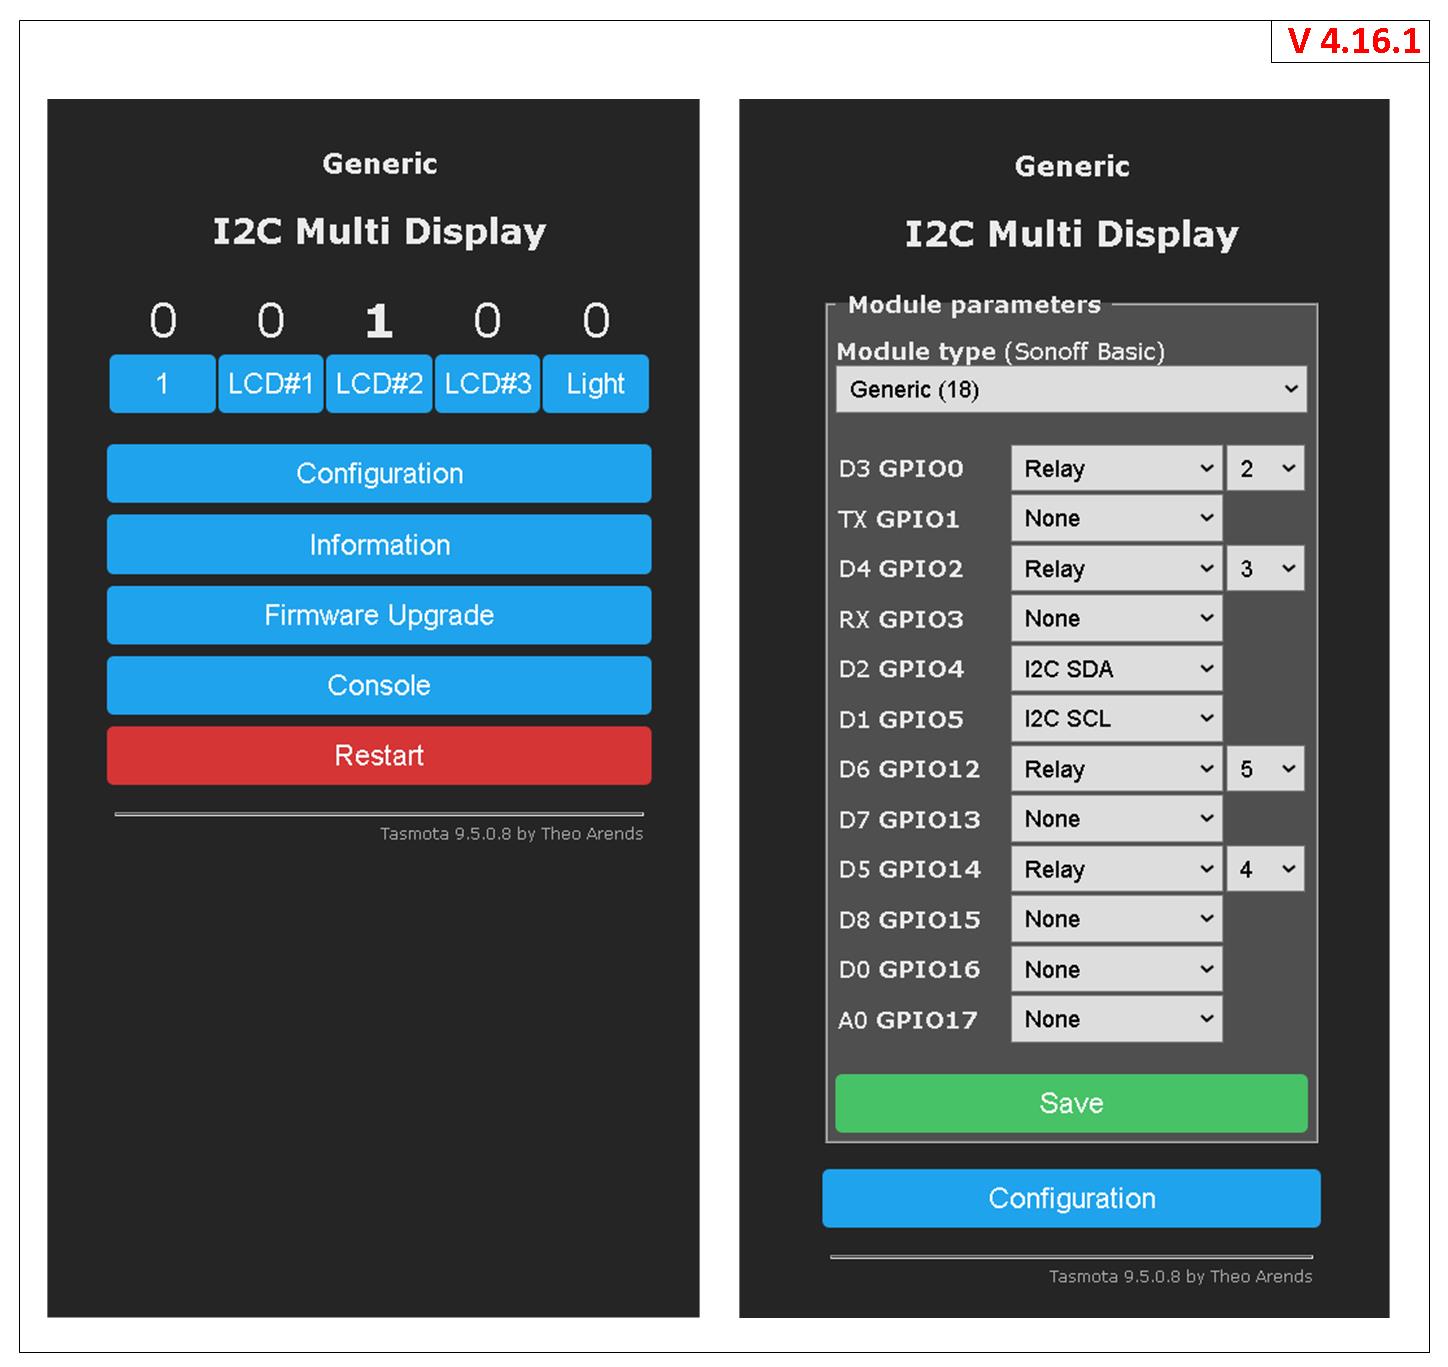 V 4.16.1
Generic
I2C Multi Display
0 0 1 0 0
1 LCD#1 LCD#2 LCD#3 Light
Configuration
Information
Firmware Upgrade
Console
Restart
Tasmota 9.5.0.8 by Theo Arends
Generic
I2C Multi Display
Module parameters
Module type (Sonoff Basic)
Generic (18)
D3 GPIO0 Relay 2
TX GPIO1 None
D4 GPIO2 Relay 3
RX GPIO3 None
D2 GPIO4 I2C SDA
D1 GPIO5 I2C SCL
D6 GPIO12 Relay 5
D7 GPIO13 None
D5 GPIO14 Relay 4
D8 GPIO15 None
D0 GPIO16 None
A0 GPIO17 None
Save
Configuration
Tasmota 9.5.0.8 by Theo Arends